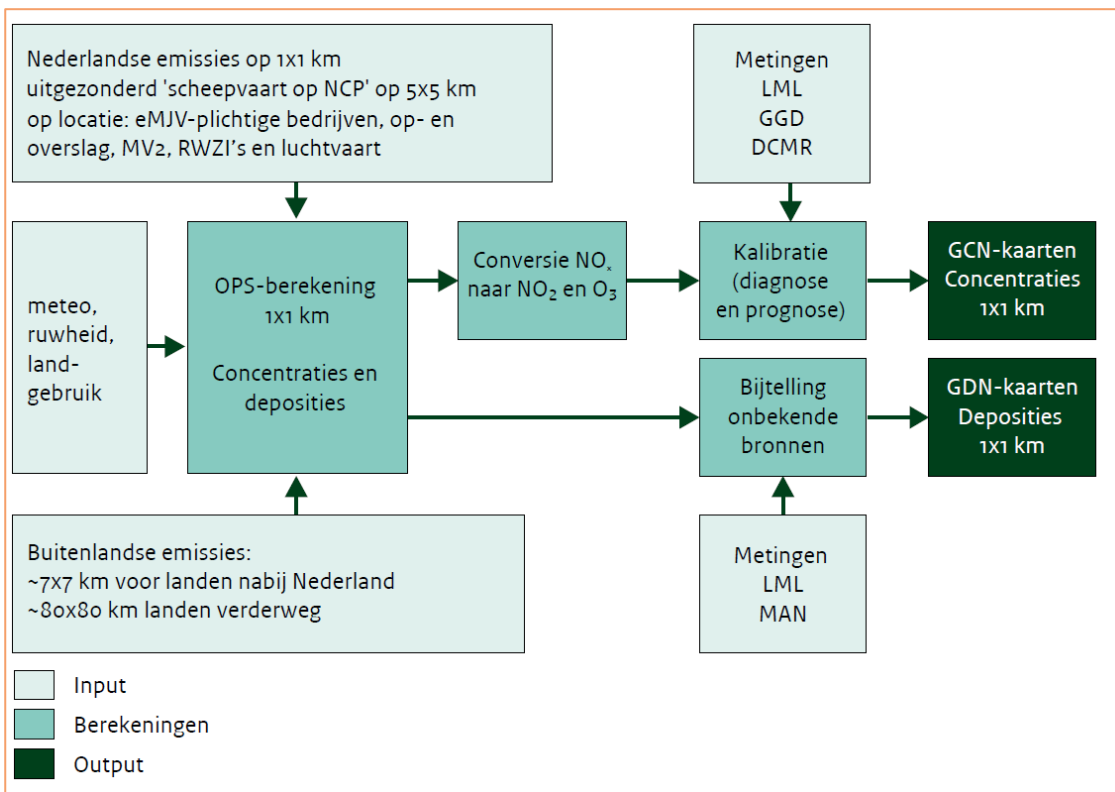 Nederlandse emissies op 1x1 km
uitgezonderd 'scheepvaart op NCP' op 5x5 km
op locatie: eMJV-plichtige bedrijven, op- en
overslag, MV2, RWZI's en luchtvaart
Metingen
LML
GGD
DCMR
meteo,
ruwheid,
land-
gebruik
OPS-berekening
1x1 km
Concentraties en
deposities
Conversie NOₓ
naar NO₂ en O₃
Kalibratie
(diagnose
en prognose)
GCN-kaarten
Concentraties
1x1 km
Bijtelling
onbekende
bronnen
GDN-kaarten
Deposities
1x1 km
Buitenlandse emissies:
~7x7 km voor landen nabij Nederland
~80x80 km landen verderweg
Metingen
LML
MAN
Input
Berekeningen
Output